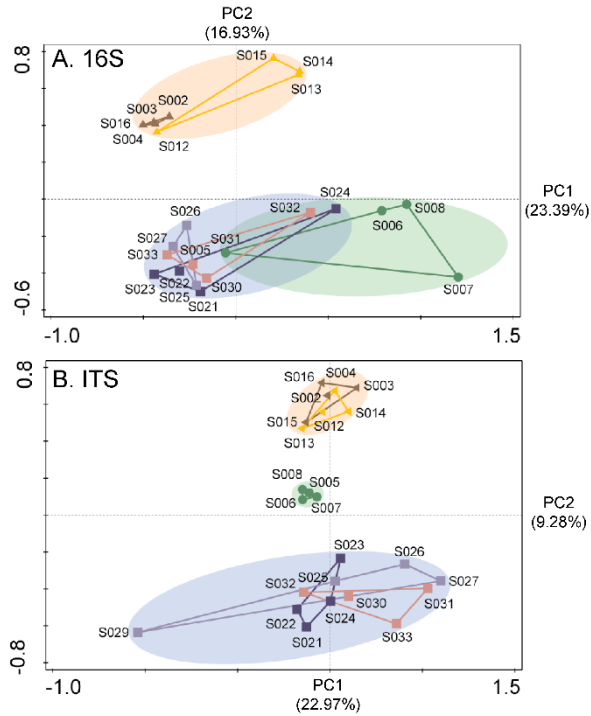 PC2
(16.93%)
0.8
A. 16S
S015
S014
S013
S003
S002
S016
S004
S012
PC1
(23.39%)
S026
S032
S024
S008
S027
S031
S006
S033
S005
S022
S030
S007
S023
S025
S021
-0.6
-1.0
1.5
0.8
B. ITS
S016
S004
S003
S002
S014
S015
S012
S013
S008
S005
S006
S007
PC2
(9.28%)
S023
S026
S032
S025
S027
S030
S031
S029
S022
S024
S021
S033
-0.8
-1.0
PC1
1.5
(22.97%)